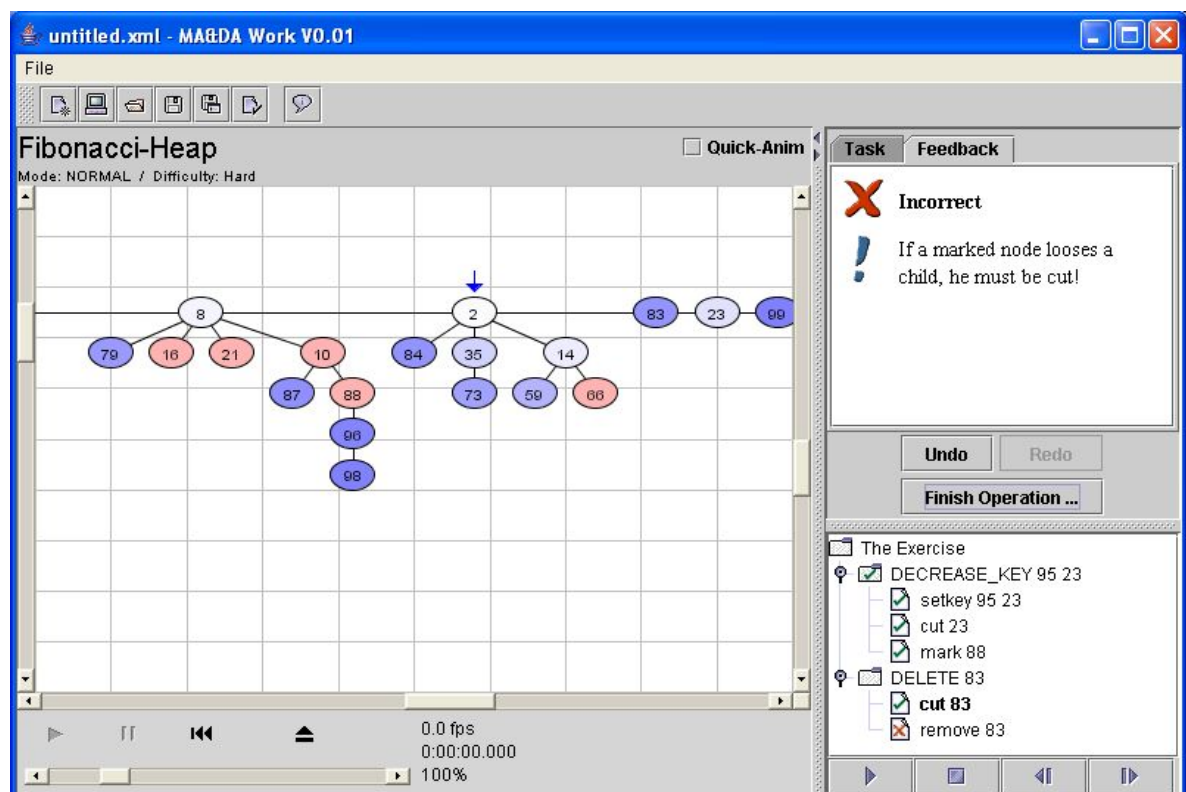 untitled.xml - MA&DA Work V0.01
File
Fibonacci-Heap
Quick-Anim
Mode: NORMAL / Difficulty: Hard
8
2
83
23
99
79
16
21
10
84
35
14
87
88
73
59
66
96
98
0.0 fps
0:00:00.000
100%
Task
Feedback
Incorrect
If a marked node looses a
child, he must be cut!
Undo
Redo
Finish Operation ...
The Exercise
DECREASE_KEY 95 23
setkey 95 23
cut 23
mark 88
DELETE 83
cut 83
remove 83